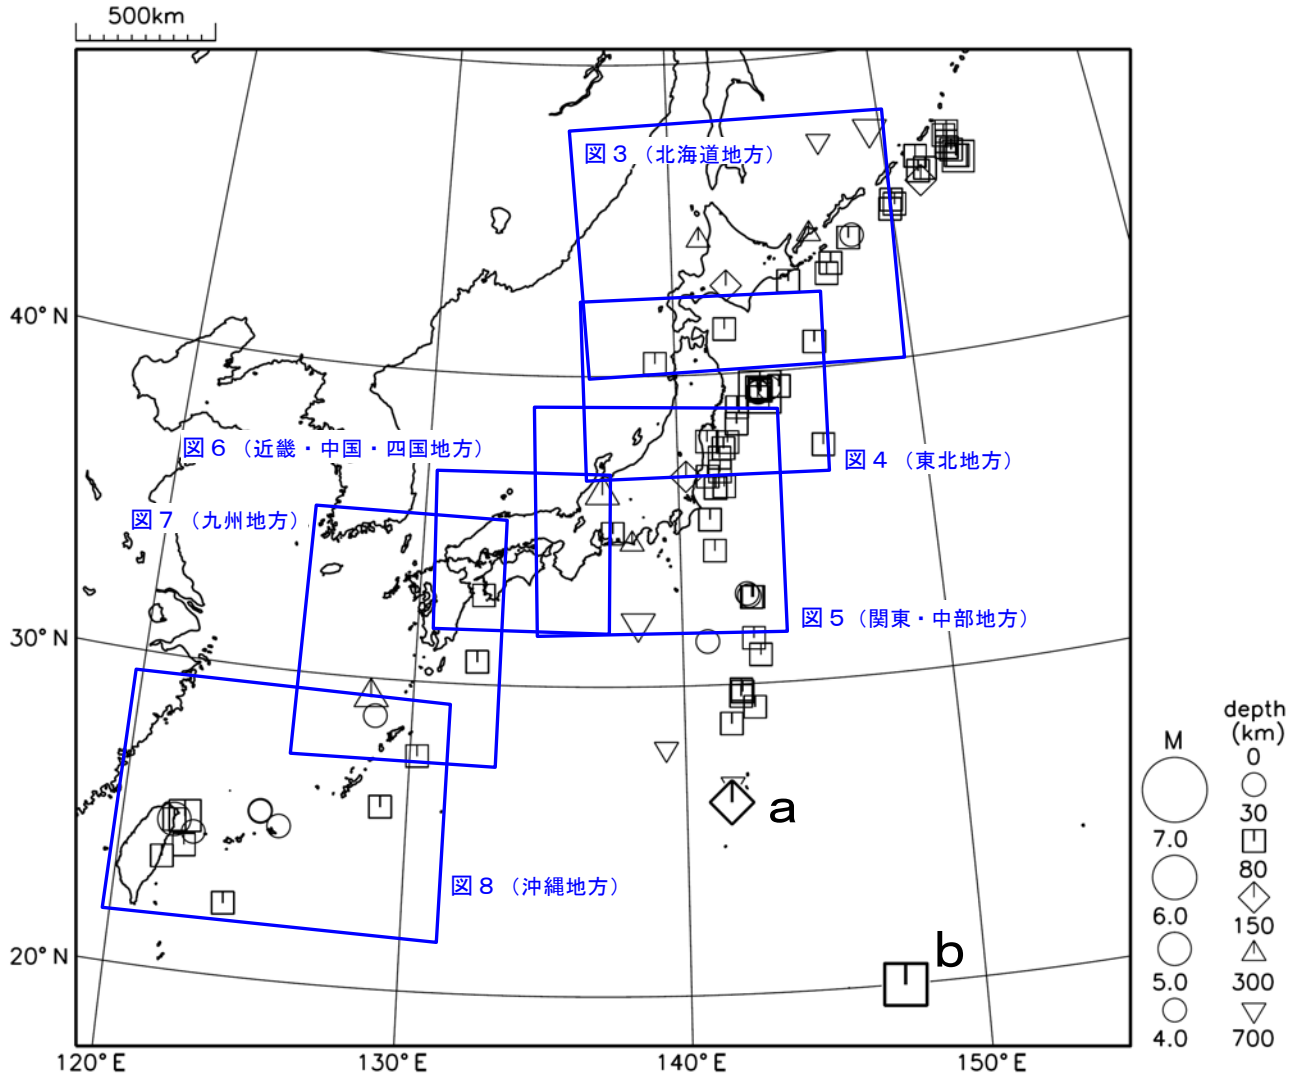 500km
図3（北海道地方）
40°N
図6（近畿・中国・四国地方）
図4（東北地方）
図7（九州地方）
図5（関東・中部地方）
30°N
a
図8（沖縄地方）
b
20°N
120°E
130°E
140°E
150°E
M
7.0
6.0
5.0
4.0
depth
(km)
0
30
80
150
300
700